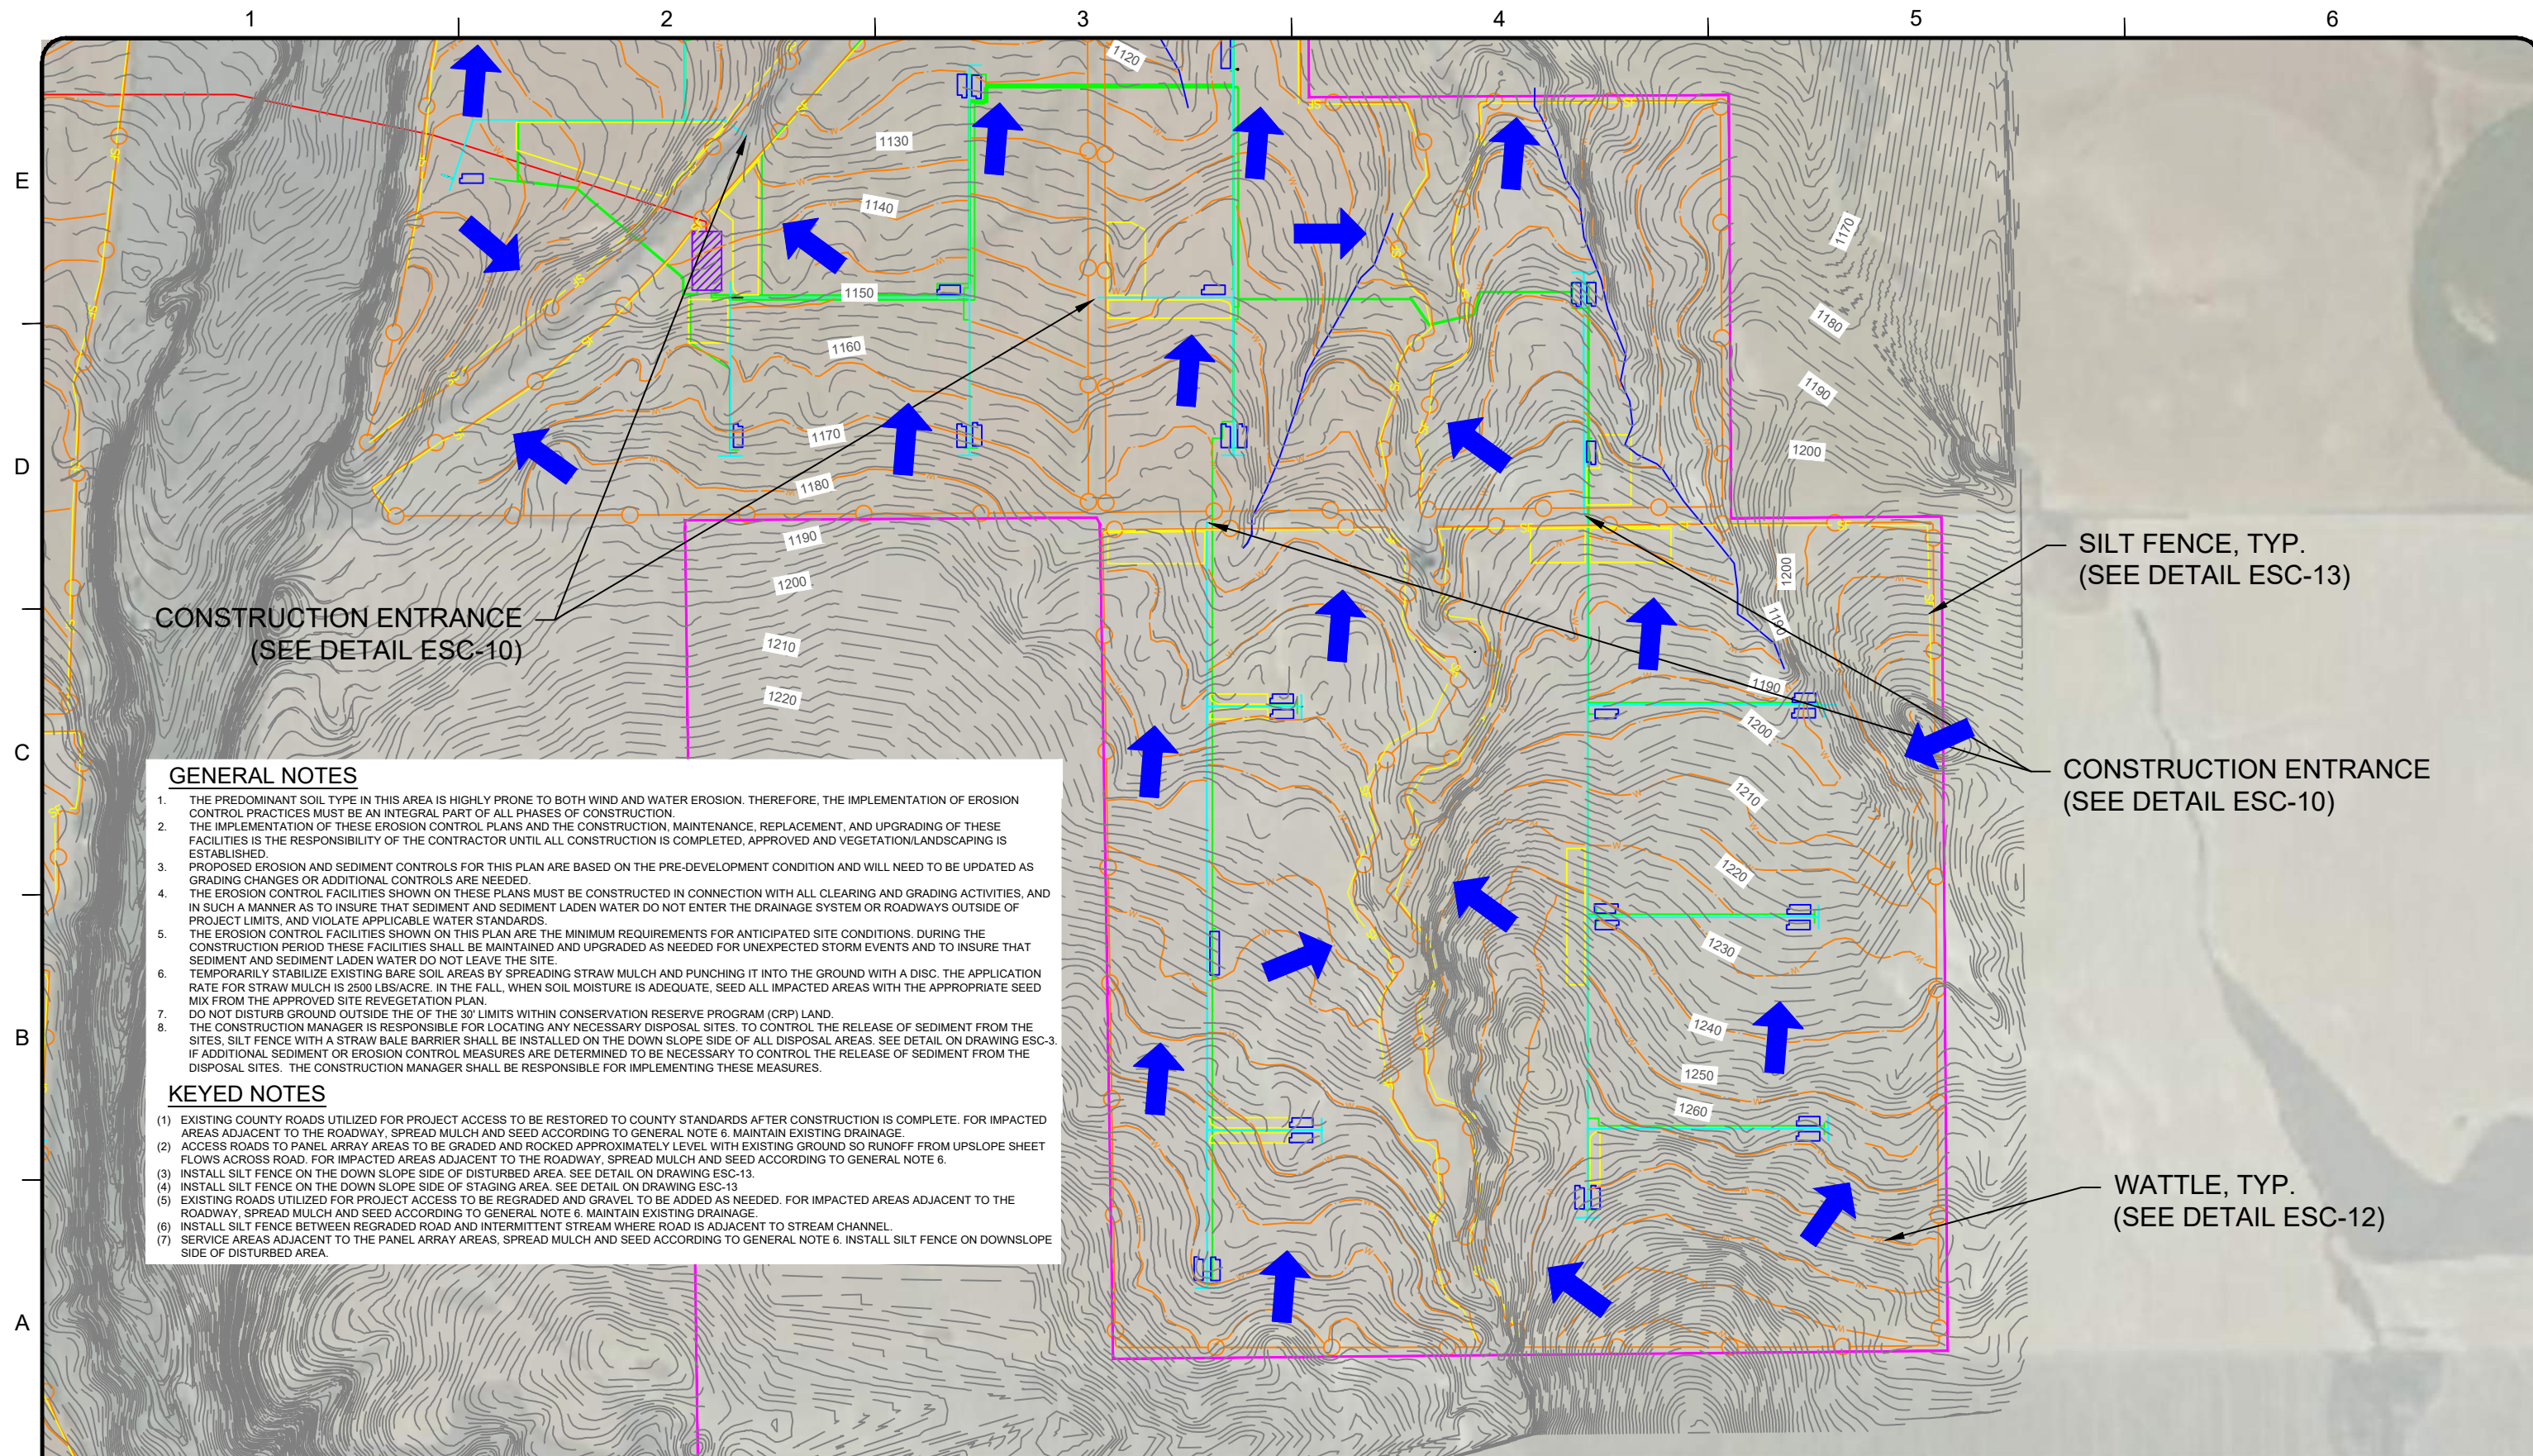 1 2 3 4 5 6
E
D
C
B
A
1120
1130
1140
1150
1160
1170
1180
1190
1200
1210
1220
1170
1180
1190
1200
1200
1190
1190
1200
1210
1220
1230
1240
1250
1260
SILT FENCE, TYP.
(SEE DETAIL ESC-13)
CONSTRUCTION ENTRANCE
(SEE DETAIL ESC-10)
CONSTRUCTION ENTRANCE
(SEE DETAIL ESC-10)
WATTLE, TYP.
(SEE DETAIL ESC-12)
GENERAL NOTES
1. THE PREDOMINANT SOIL TYPE IN THIS AREA IS HIGHLY PRONE TO BOTH WIND AND WATER EROSION. THEREFORE, THE IMPLEMENTATION OF EROSION
CONTROL PRACTICES MUST BE AN INTEGRAL PART OF ALL PHASES OF CONSTRUCTION.
2. THE IMPLEMENTATION OF THESE EROSION CONTROL PLANS AND THE CONSTRUCTION, MAINTENANCE, REPLACEMENT, AND UPGRADING OF THESE
FACILITIES IS THE RESPONSIBILITY OF THE CONTRACTOR UNTIL ALL CONSTRUCTION IS COMPLETED, APPROVED AND VEGETATION/LANDSCAPING IS
ESTABLISHED.
3. PROPOSED EROSION AND SEDIMENT CONTROLS FOR THIS PLAN ARE BASED ON THE PRE-DEVELOPMENT CONDITION AND WILL NEED TO BE UPDATED AS
GRADING CHANGES OR ADDITIONAL CONTROLS ARE NEEDED.
4. THE EROSION CONTROL FACILITIES SHOWN ON THESE PLANS MUST BE CONSTRUCTED IN CONNECTION WITH ALL CLEARING AND GRADING ACTIVITIES, AND
IN SUCH A MANNER AS TO INSURE THAT SEDIMENT AND SEDIMENT LADEN WATER DO NOT ENTER THE DRAINAGE SYSTEM OR ROADWAYS OUTSIDE OF
PROJECT LIMITS, AND VIOLATE APPLICABLE WATER STANDARDS.
5. THE EROSION CONTROL FACILITIES SHOWN ON THIS PLAN ARE THE MINIMUM REQUIREMENTS FOR ANTICIPATED SITE CONDITIONS. DURING THE
CONSTRUCTION PERIOD THESE FACILITIES SHALL BE MAINTAINED AND UPGRADED AS NEEDED FOR UNEXPECTED STORM EVENTS AND TO INSURE THAT
SEDIMENT AND SEDIMENT LADEN WATER DO NOT LEAVE THE SITE.
6. TEMPORARILY STABILIZE EXISTING BARE SOIL AREAS BY SPREADING STRAW MULCH AND PUNCHING IT INTO THE GROUND WITH A DISC. THE APPLICATION
RATE FOR STRAW MULCH IS 2500 LBS/ACRE. IN THE FALL, WHEN SOIL MOISTURE IS ADEQUATE, SEED ALL IMPACTED AREAS WITH THE APPROPRIATE SEED
MIX FROM THE APPROVED SITE REVEGETATION PLAN.
7. DO NOT DISTURB GROUND OUTSIDE THE OF THE 30' LIMITS WITHIN CONSERVATION RESERVE PROGRAM (CRP) LAND.
8. THE CONSTRUCTION MANAGER IS RESPONSIBLE FOR LOCATING ANY NECESSARY DISPOSAL SITES. TO CONTROL THE RELEASE OF SEDIMENT FROM THE
SITES, SILT FENCE WITH A STRAW BALE BARRIER SHALL BE INSTALLED ON THE DOWN SLOPE SIDE OF ALL DISPOSAL AREAS. SEE DETAIL ON DRAWING ESC-3.
IF ADDITIONAL SEDIMENT OR EROSION CONTROL MEASURES ARE DETERMINED TO BE NECESSARY TO CONTROL THE RELEASE OF SEDIMENT FROM THE
DISPOSAL SITES. THE CONSTRUCTION MANAGER SHALL BE RESPONSIBLE FOR IMPLEMENTING THESE MEASURES.
KEYED NOTES
(1) EXISTING COUNTY ROADS UTILIZED FOR PROJECT ACCESS TO BE RESTORED TO COUNTY STANDARDS AFTER CONSTRUCTION IS COMPLETE. FOR IMPACTED
AREAS ADJACENT TO THE ROADWAY, SPREAD MULCH AND SEED ACCORDING TO GENERAL NOTE 6. MAINTAIN EXISTING DRAINAGE.
(2) ACCESS ROADS TO PANEL ARRAY AREAS TO BE GRADED AND ROCKED APPROXIMATELY LEVEL WITH EXISTING GROUND SO RUNOFF FROM UPSLOPE SHEET
FLOWS ACROSS ROAD. FOR IMPACTED AREAS ADJACENT TO THE ROADWAY, SPREAD MULCH AND SEED ACCORDING TO GENERAL NOTE 6.
(3) INSTALL SILT FENCE ON THE DOWN SLOPE SIDE OF DISTURBED AREA. SEE DETAIL ON DRAWING ESC-13.
(4) INSTALL SILT FENCE ON THE DOWN SLOPE SIDE OF STAGING AREA. SEE DETAIL ON DRAWING ESC-13
(5) EXISTING ROADS UTILIZED FOR PROJECT ACCESS TO BE REGRADED AND GRAVEL TO BE ADDED AS NEEDED. FOR IMPACTED AREAS ADJACENT TO THE
ROADWAY, SPREAD MULCH AND SEED ACCORDING TO GENERAL NOTE 6. MAINTAIN EXISTING DRAINAGE.
(6) INSTALL SILT FENCE BETWEEN REGRADED ROAD AND INTERMITTENT STREAM WHERE ROAD IS ADJACENT TO STREAM CHANNEL.
(7) SERVICE AREAS ADJACENT TO THE PANEL ARRAY AREAS, SPREAD MULCH AND SEED ACCORDING TO GENERAL NOTE 6. INSTALL SILT FENCE ON DOWNSLOPE
SIDE OF DISTURBED AREA.